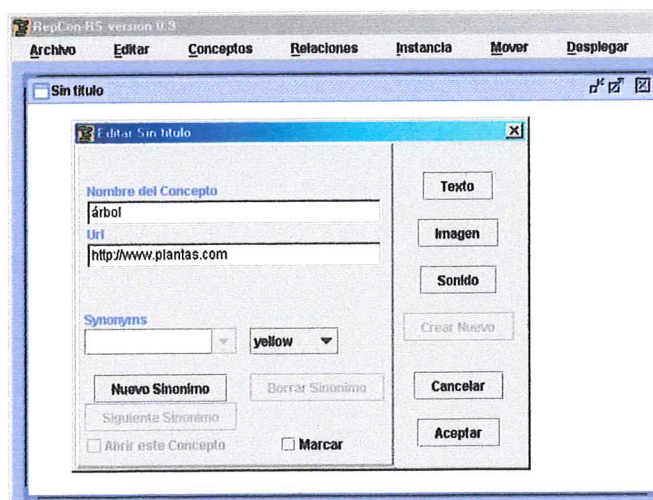 RepCon-RS version 0.9
Archivo Editar Conceptos Relaciones Instancia Mover Desplegar
Sin título
Editar Sin título
Nombre del Concepto
árbol
Url
http://www.plantas.com
Synonyms
yellow
Nuevo Sinonimo Borrar Sinonimo
Siguiente Sinonimo
Abrir este Concepto Marcar
Texto
Imagen
Sonido
Crear Nuevo
Cancelar
Aceptar